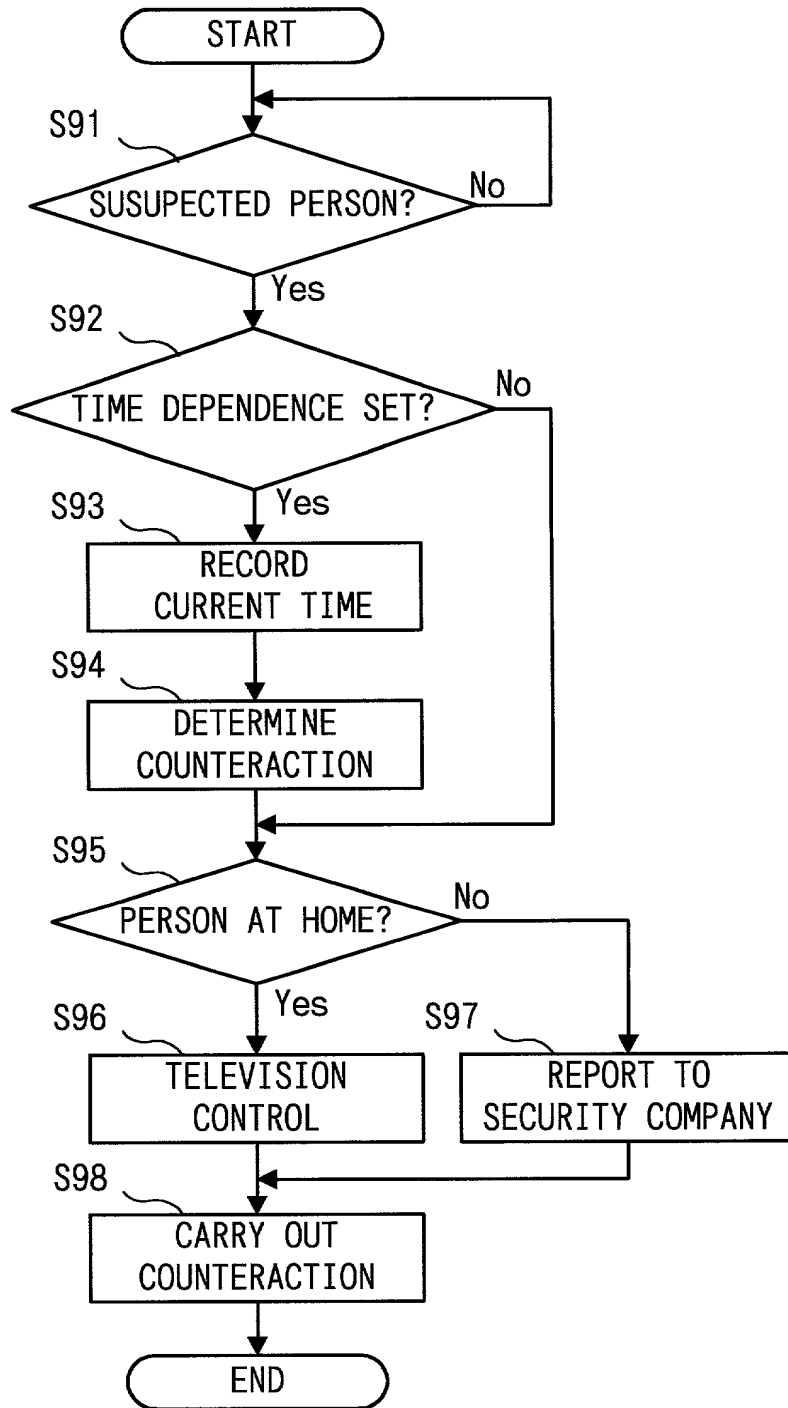 START
S91
SUSUPECTED PERSON?
No
Yes
S92
TIME DEPENDENCE SET?
No
Yes
S93
RECORD
CURRENT TIME
S94
DETERMINE
COUNTERACTION
S95
PERSON AT HOME?
No
Yes
S96
TELEVISION
CONTROL
S97
REPORT TO
SECURITY COMPANY
S98
CARRY OUT
COUNTERACTION
END